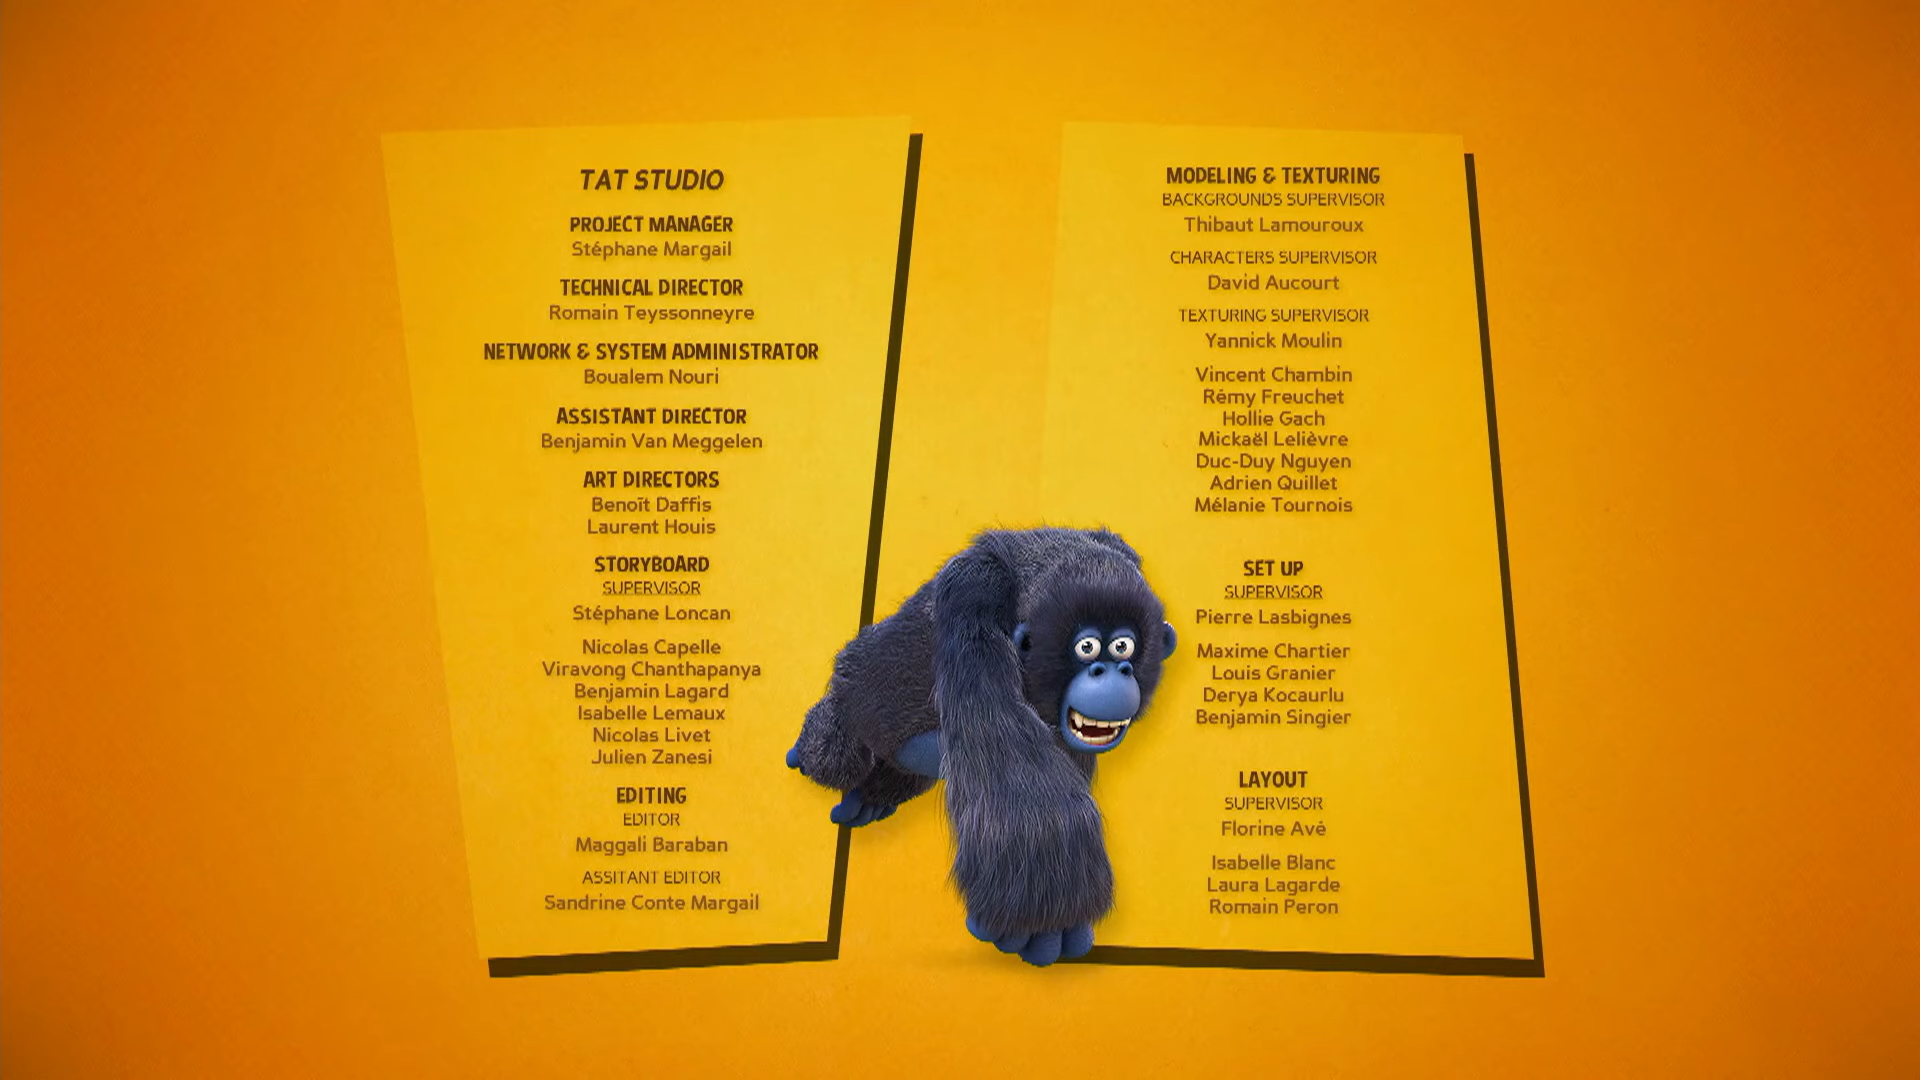 TAT STUDIO
PROJECT MANAGER
Stéphane Margail
TECHNICAL DIRECTOR
Romain Teyssonneyre
NETWORK & SYSTEM ADMINISTRATOR
Boualem Nouri
ASSISTANT DIRECTOR
Benjamin Van Meggelen
ART DIRECTORS
Benoît Daffis
Laurent Houis
STORYBOARD
SUPERVISOR
Stéphane Loncan
Nicolas Capelle
Viravong Chanthapanya
Benjamin Lagard
Isabelle Lemaux
Nicolas Livet
Julien Zanesi
EDITING
EDITOR
Maggali Baraban
ASSITANT EDITOR
Sandrine Conte Margail
MODELING & TEXTURING
BACKGROUNDS SUPERVISOR
Thibaut Lamouroux
CHARACTERS SUPERVISOR
David Aucourt
TEXTURING SUPERVISOR
Yannick Moulin
Vincent Chambin
Rémy Freuchet
Hollie Gach
Mickaël Lelièvre
Duc-Duy Nguyen
Adrien Quillet
Mélanie Tournois
SET UP
SUPERVISOR
Pierre Lasbignes
Maxime Chartier
Louis Granier
Derya Kocaurlu
Benjamin Singier
LAYOUT
SUPERVISOR
Florine Avé
Isabelle Blanc
Laura Lagarde
Romain Peron